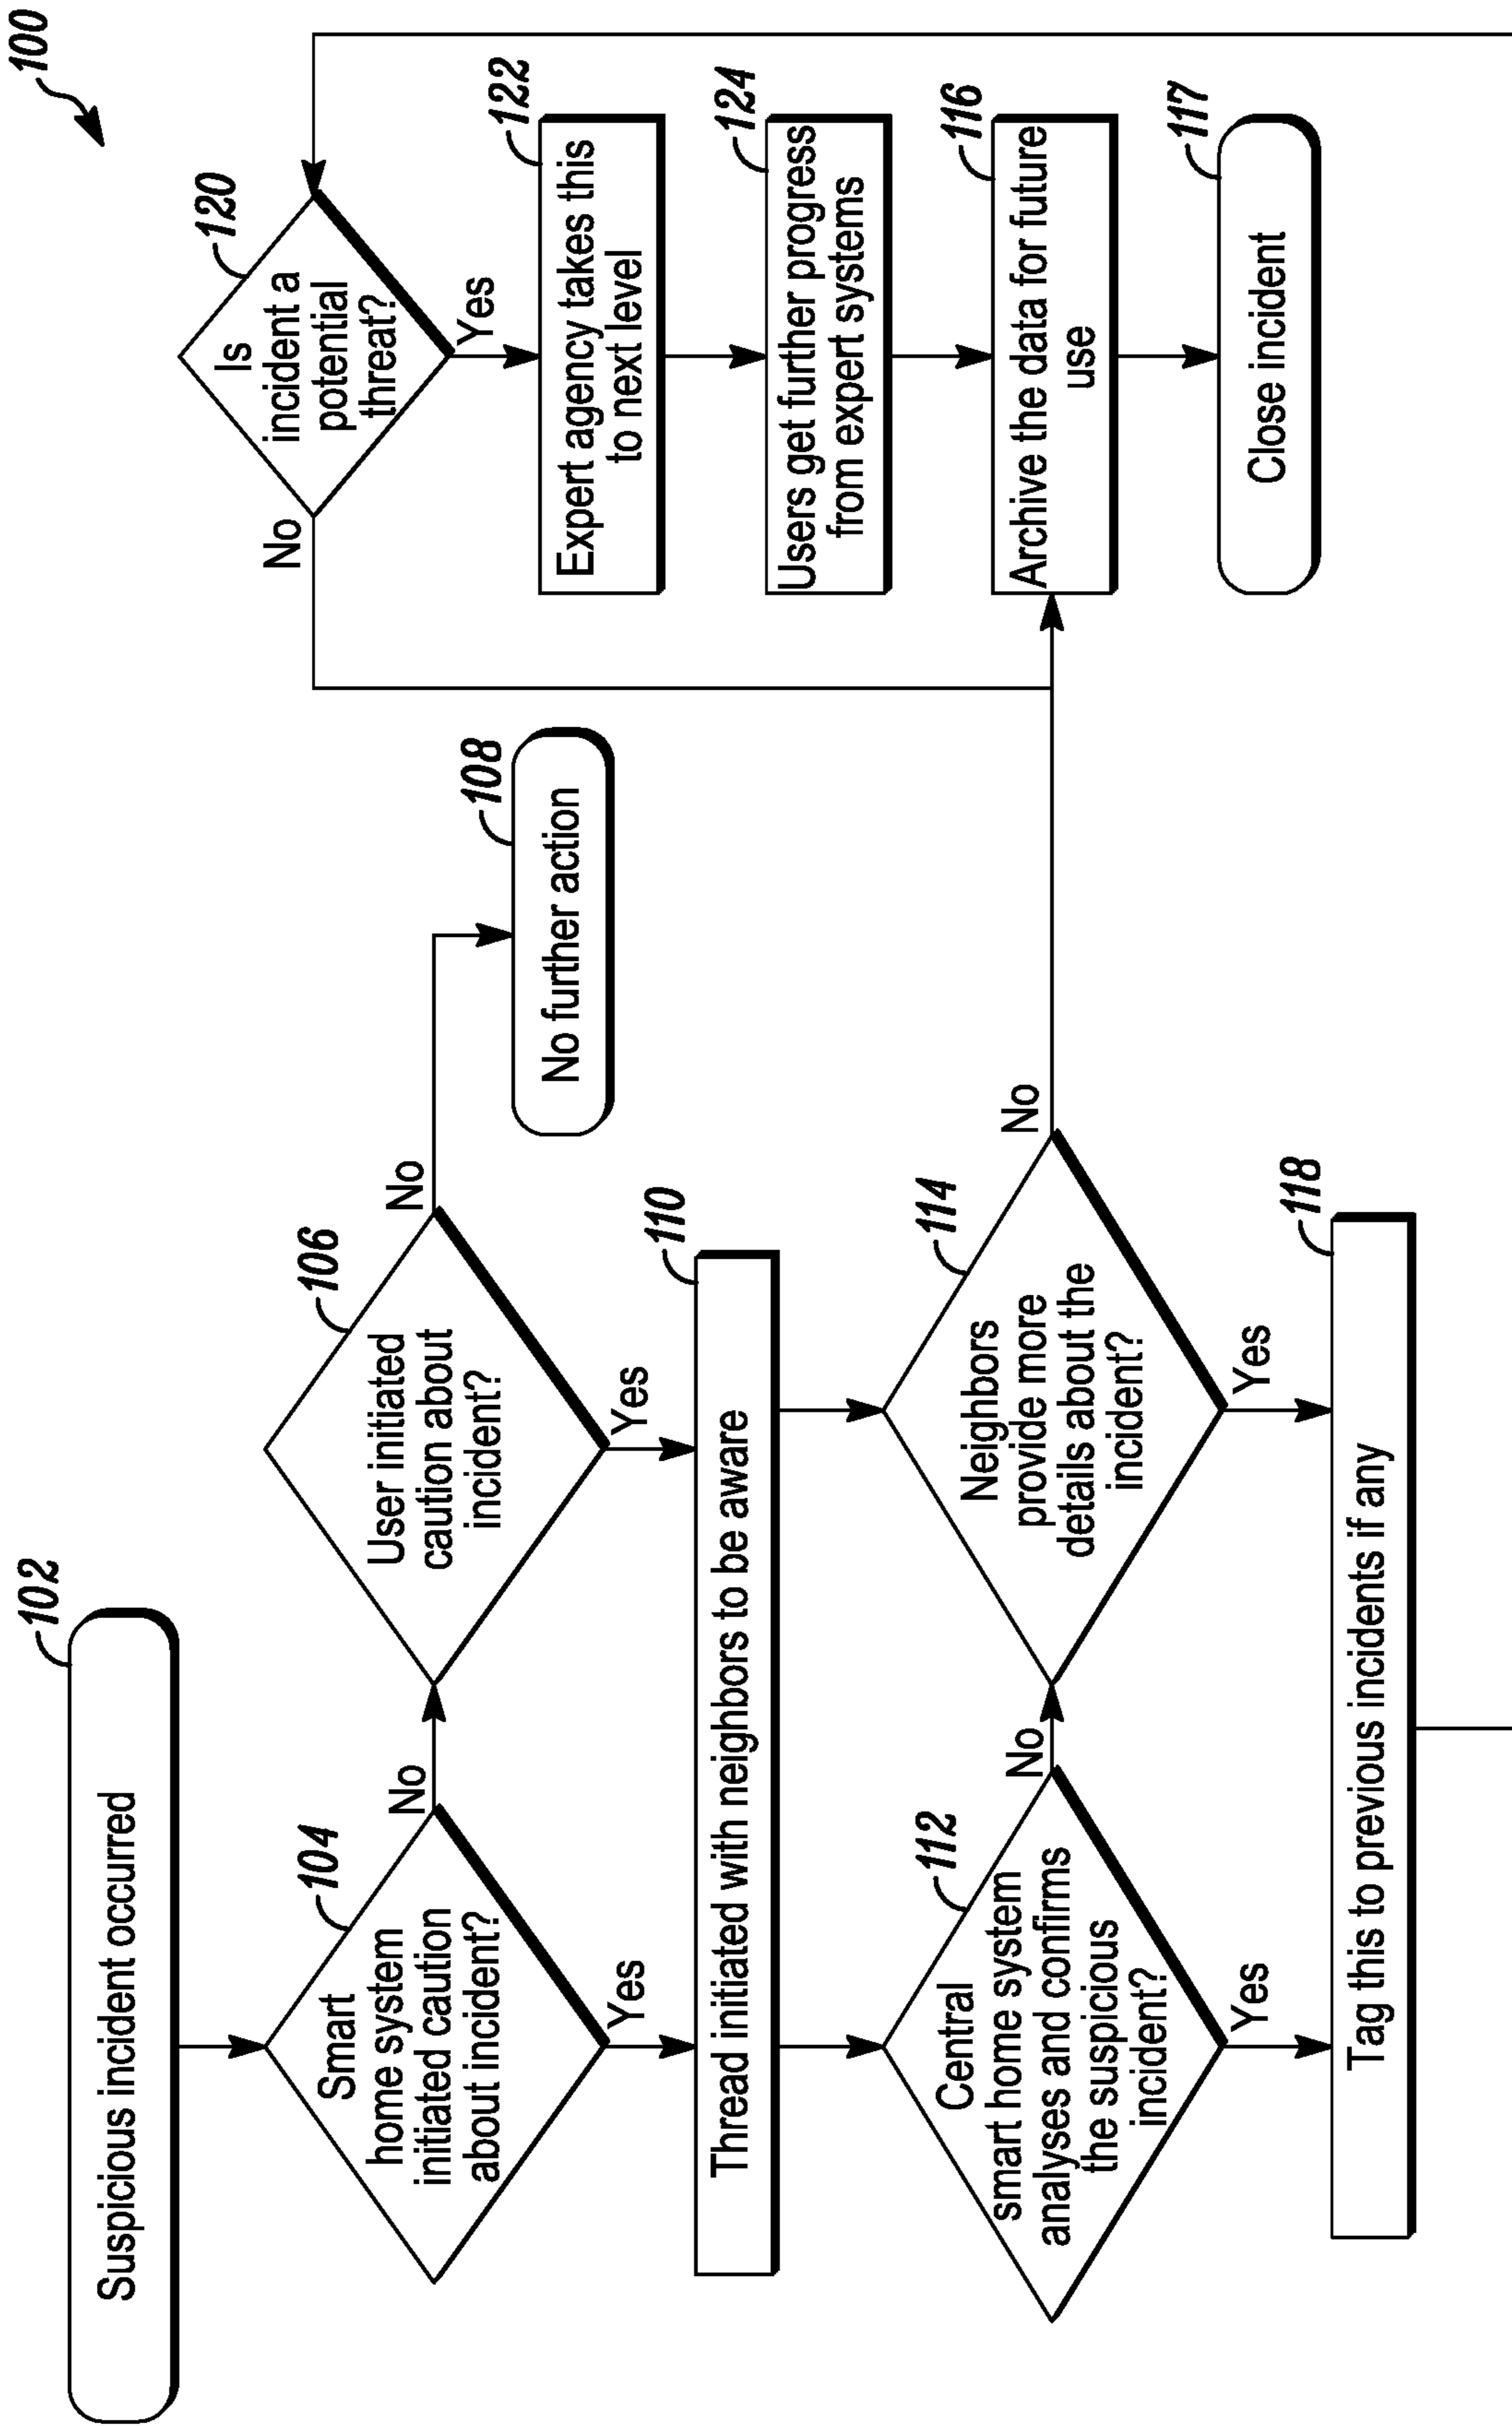 100
102
Suspicious incident occurred
104
Smart
home system
initiated caution
about incident?
No
Yes
106
User initiated
caution about
incident?
No
Yes
108
No further action
110
Thread initiated with neighbors to be aware
112
Central
smart home system
analyses and confirms
the suspicious
incident?
No
Yes
114
Neighbors
provide more
details about the
incident?
No
Yes
118
Tag this to previous incidents if any
120
Is
incident a
potential
threat?
No
Yes
122
Expert agency takes this
to next level
124
Users get further progress
from expert systems
116
Archive the data for future
use
117
Close incident